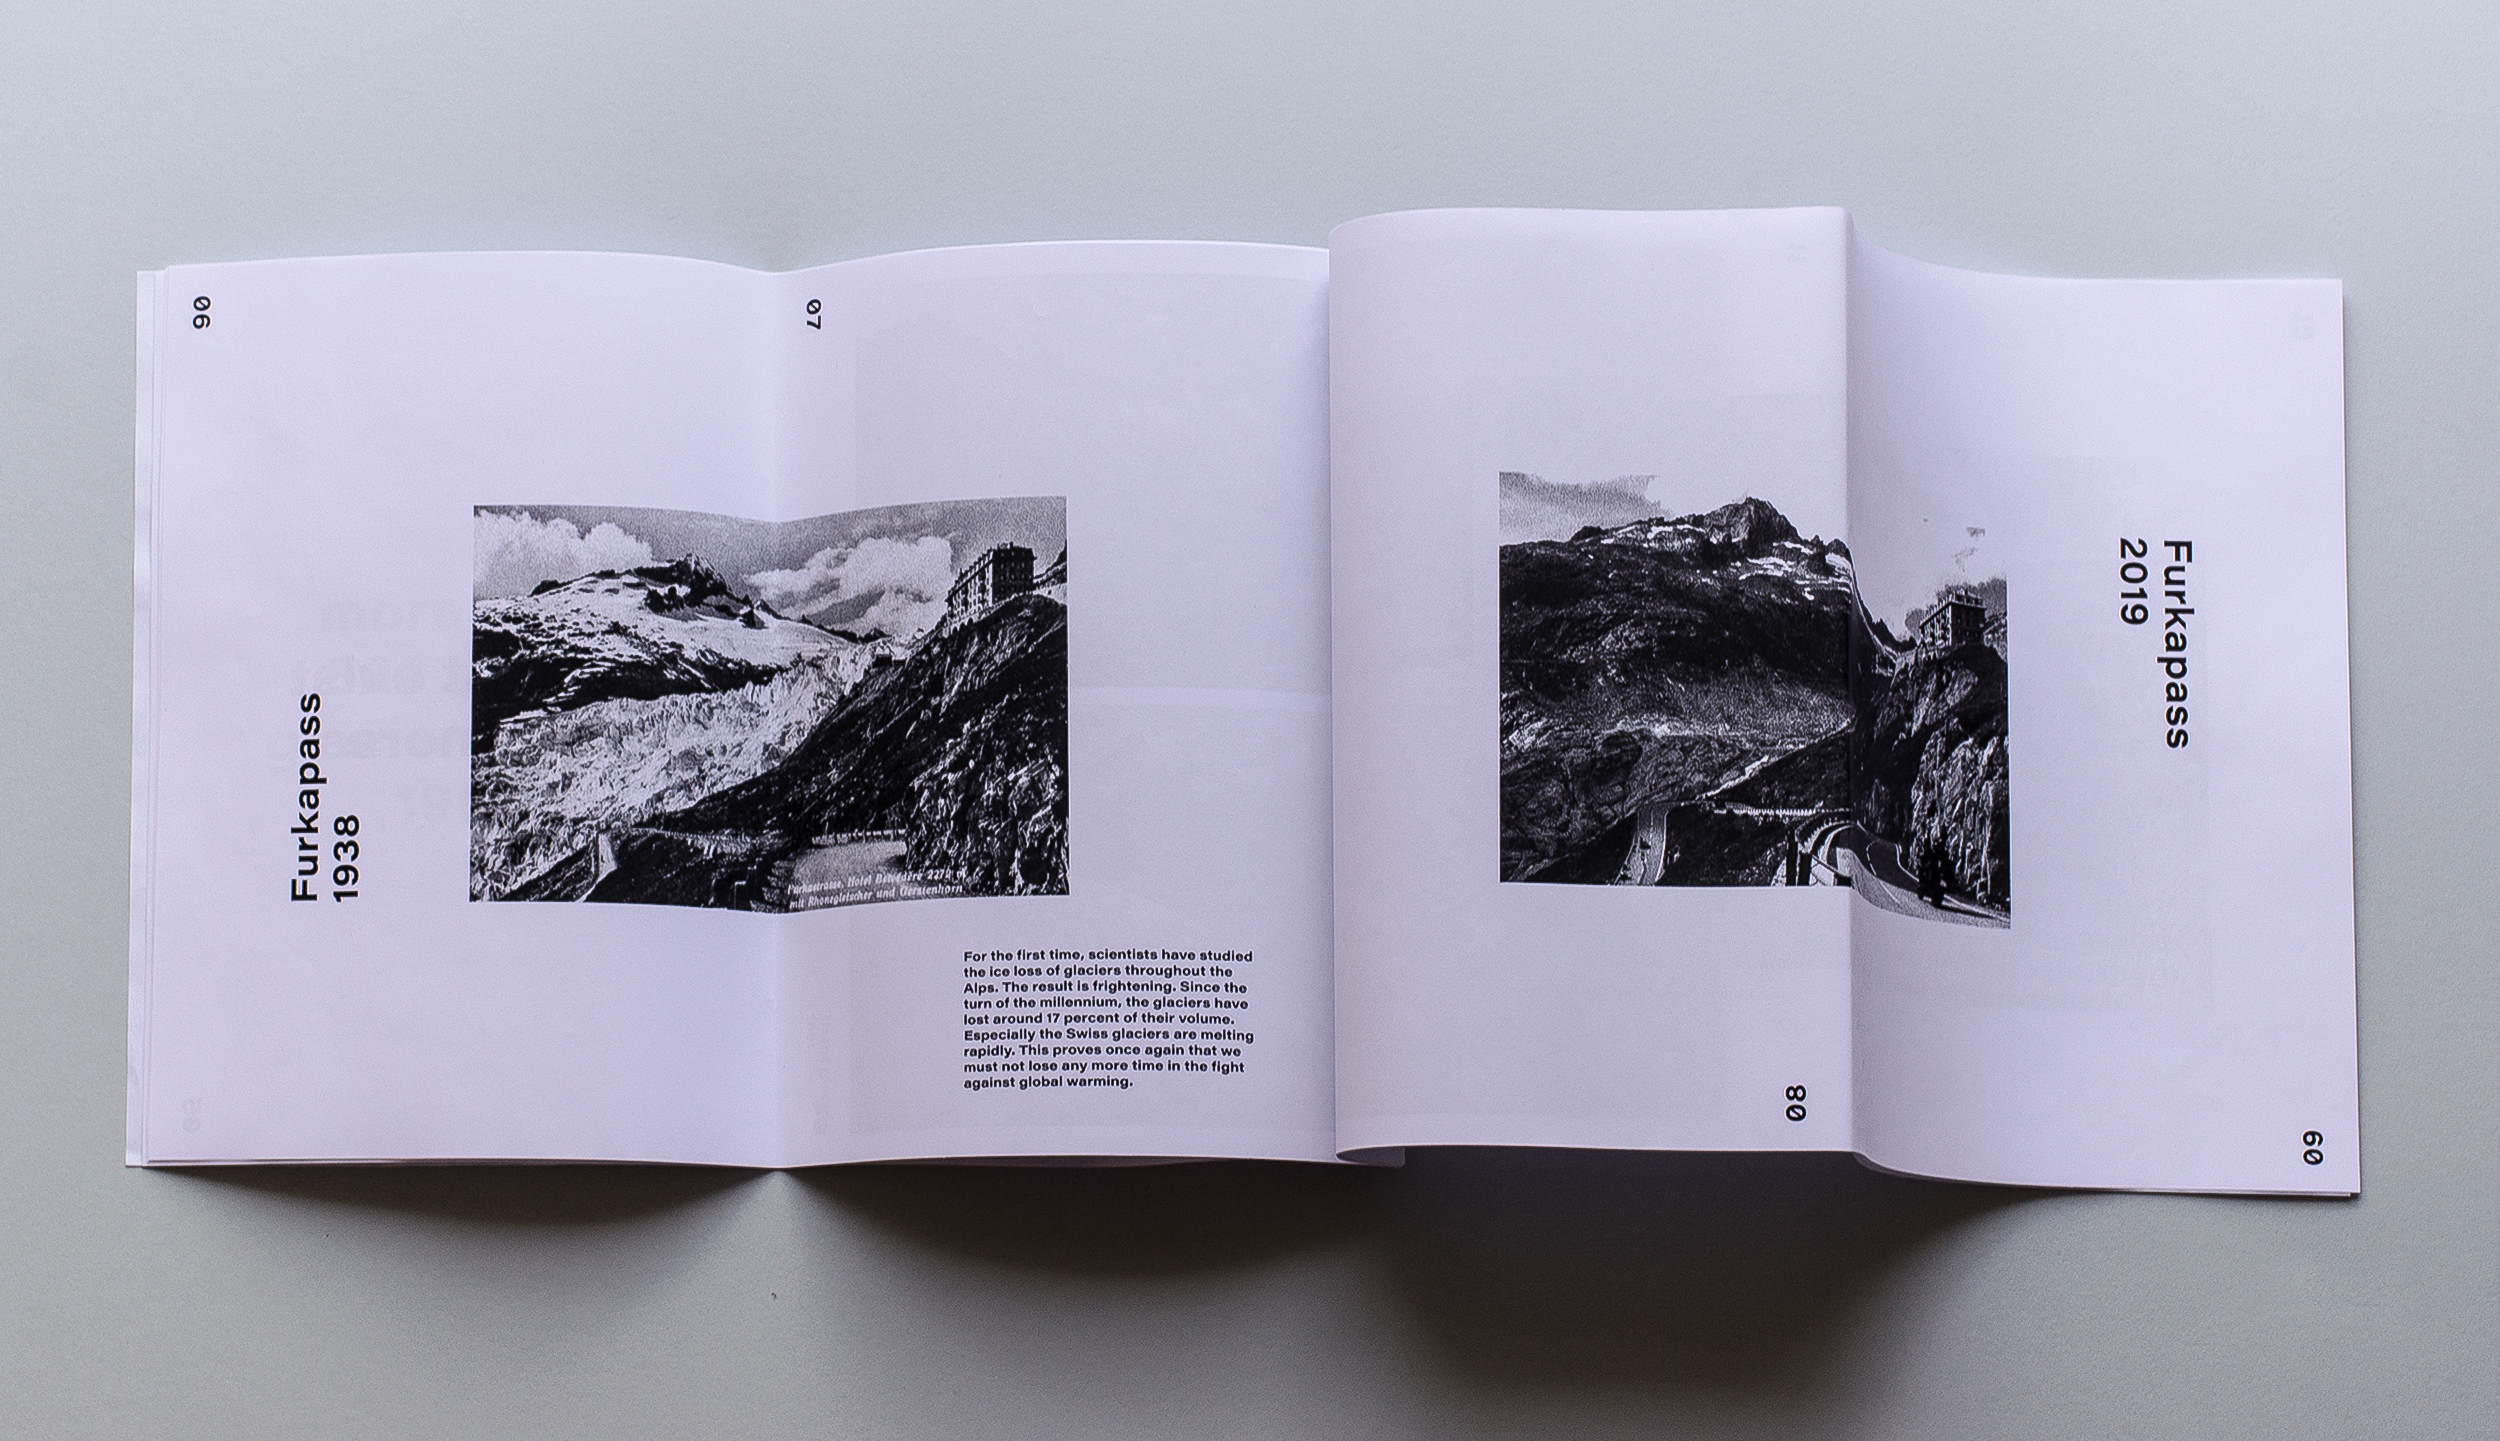 06
07
Furkapass
1938
Furkastrasse, Hotel Belvédère 2272 m
mit Rhonegletscher und Gerstenhorn
For the first time, scientists have studied
the ice loss of glaciers throughout the
Alps. The result is frightening. Since the
turn of the millennium, the glaciers have
lost around 17 percent of their volume.
Especially the Swiss glaciers are melting
rapidly. This proves once again that we
must not lose any more time in the fight
against global warming.
Furkapass
2019
08
09